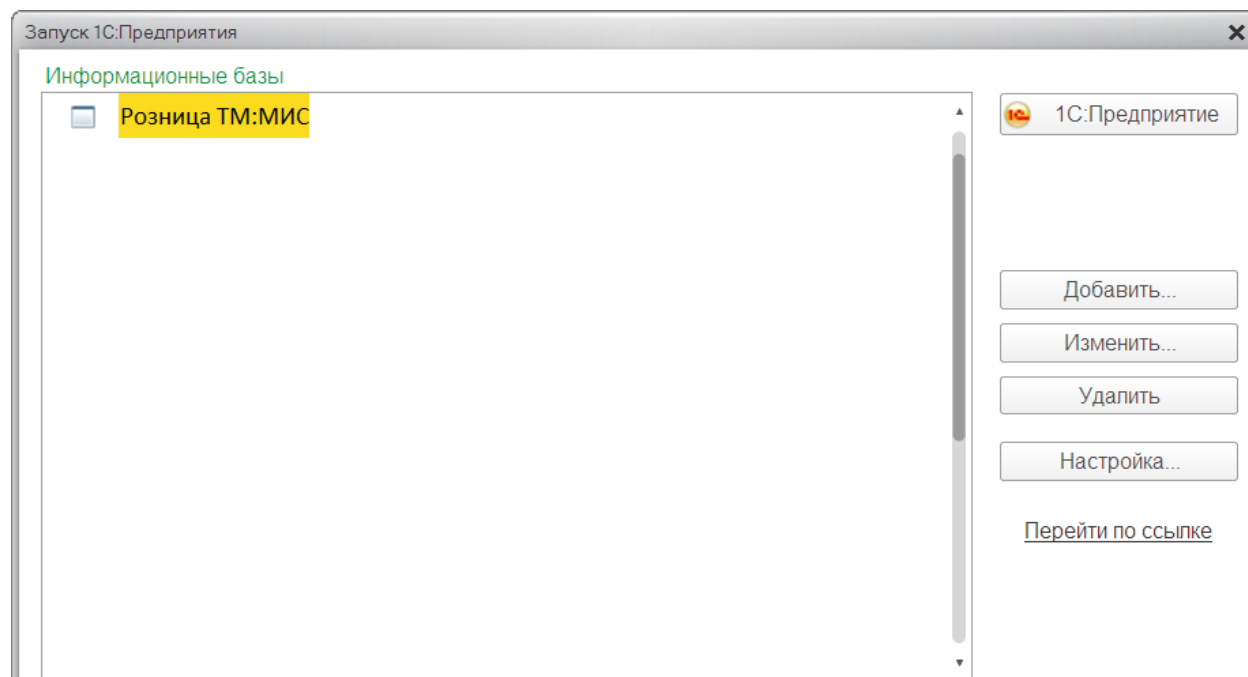 Запуск 1С:Предприятия
Информационные базы
Розница ТМ:МИС
1С:Предприятие
Добавить...
Изменить...
Удалить
Настройка...
Перейти по ссылке